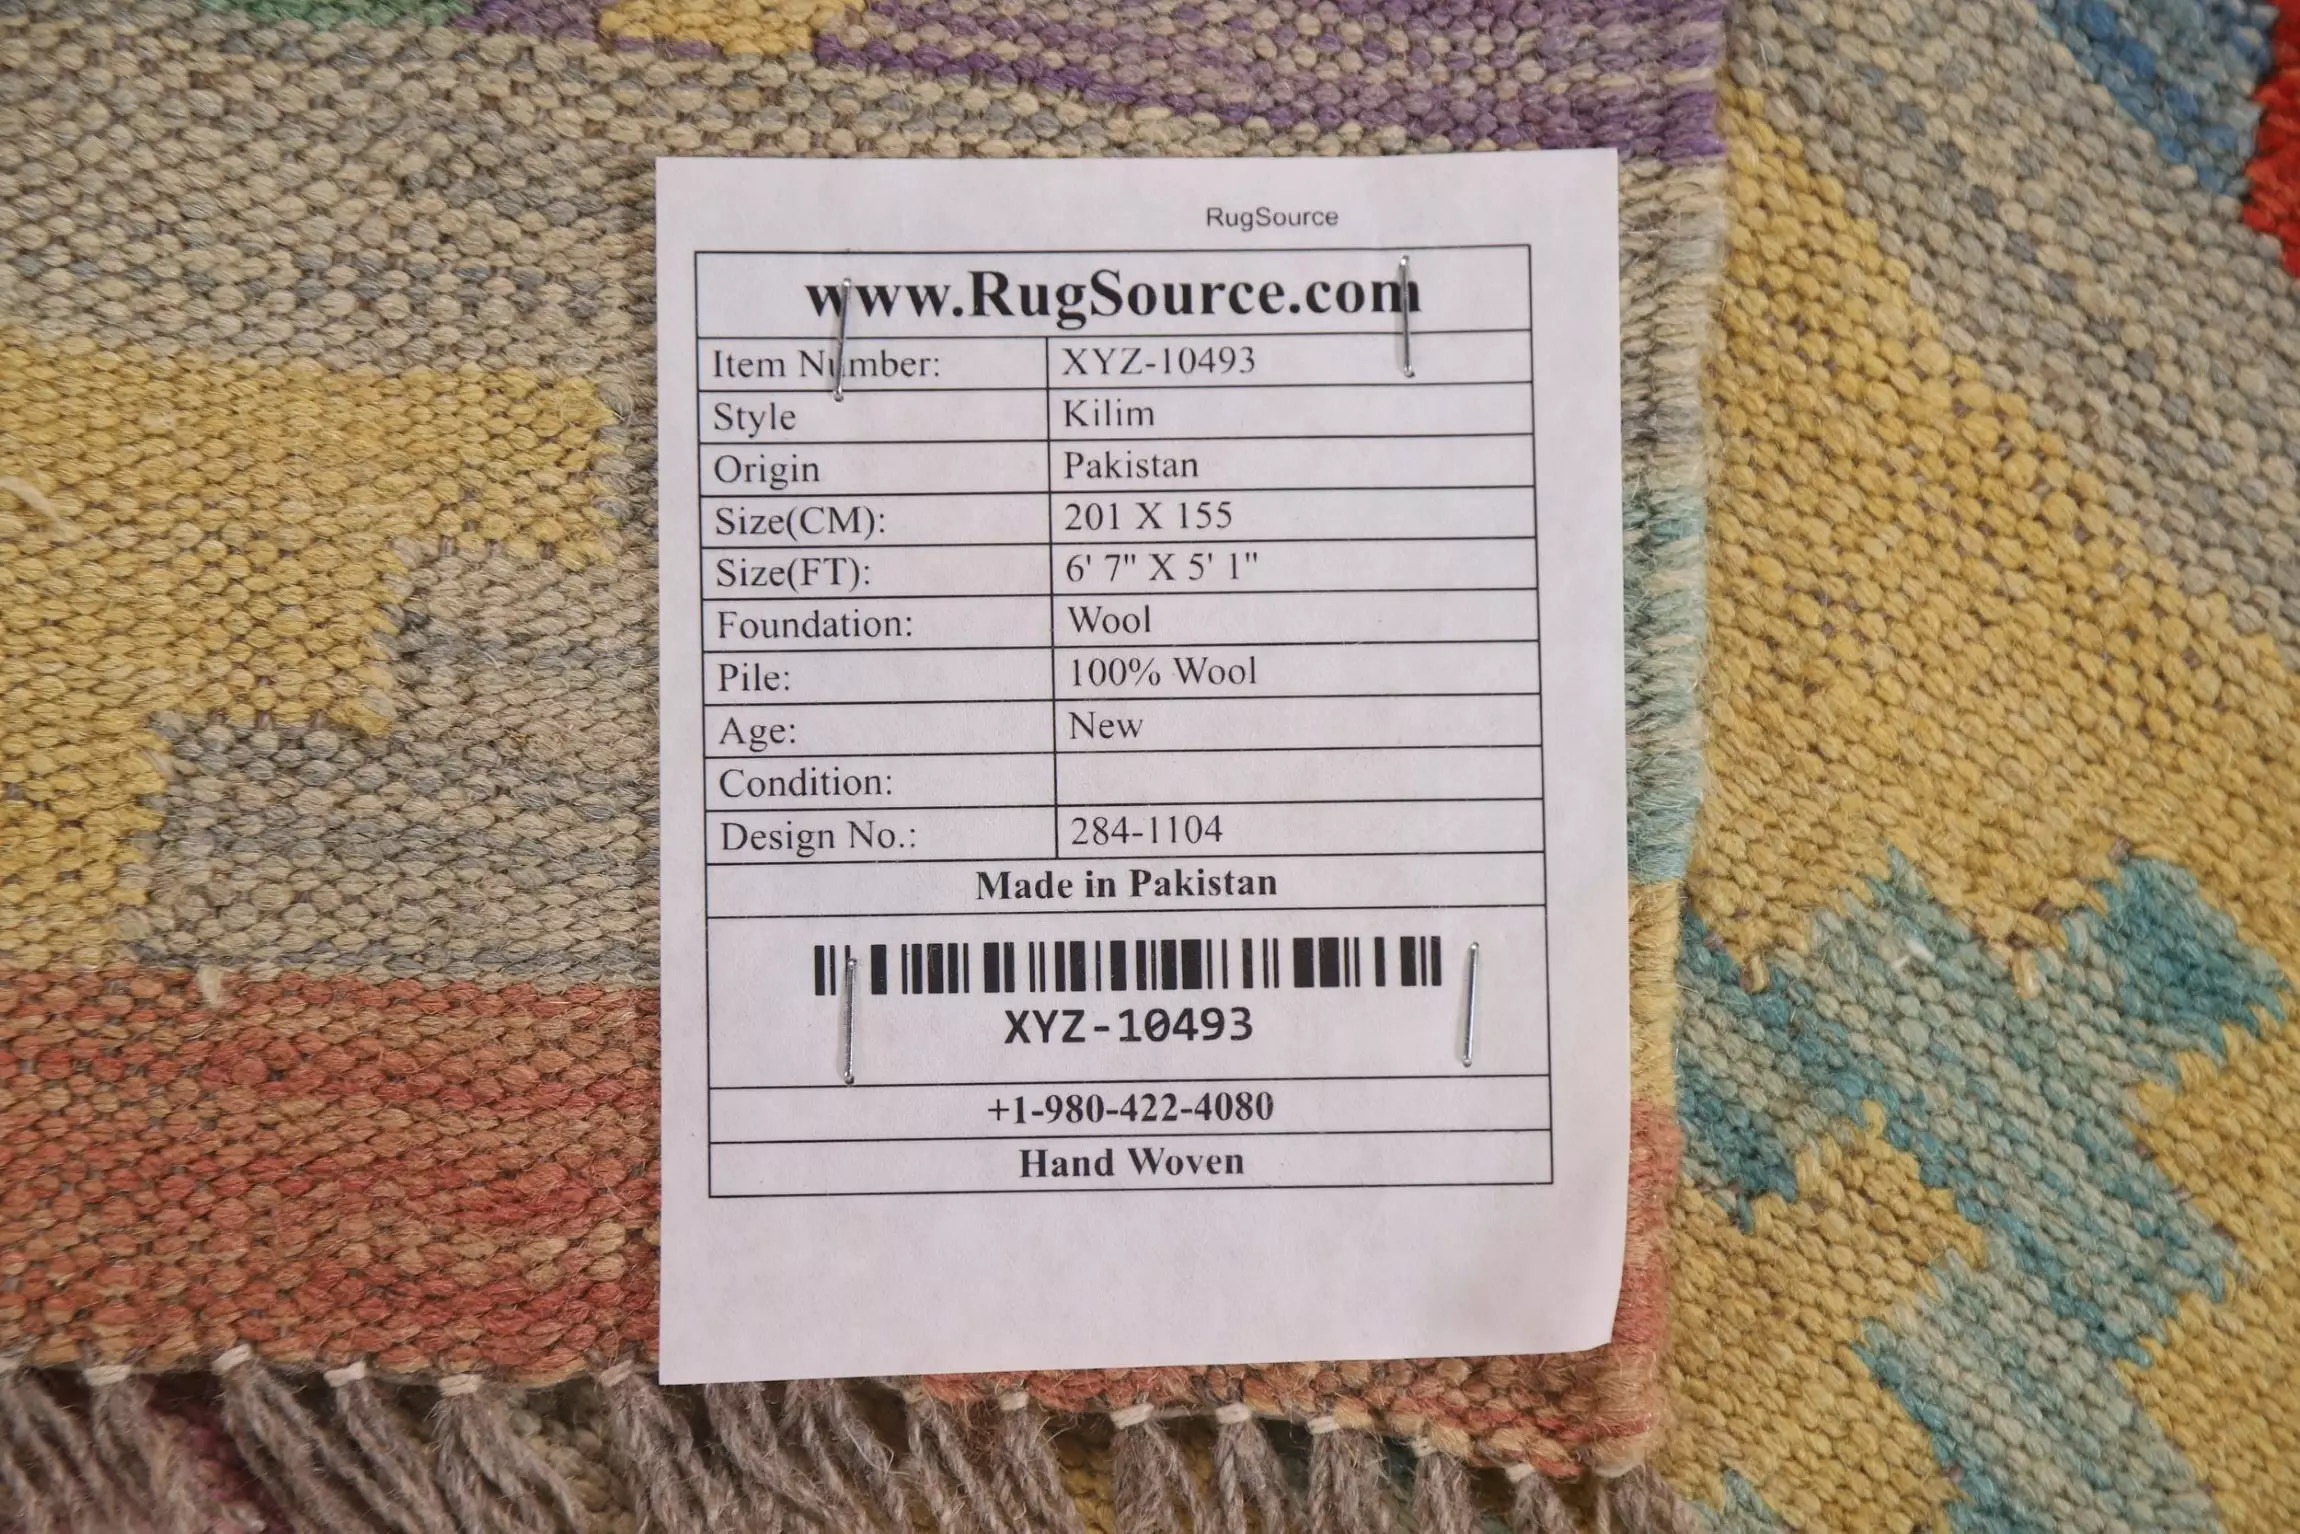 RugSource
www.RugSource.com
Item Number: XYZ-10493
Style Kilim
Origin Pakistan
Size(CM): 201 X 155
Size(FT): 6' 7" X 5' 1"
Foundation: Wool
Pile: 100% Wool
Age: New
Condition:
Design No.: 284-1104
Made in Pakistan
XYZ-10493
+1-980-422-4080
Hand Woven